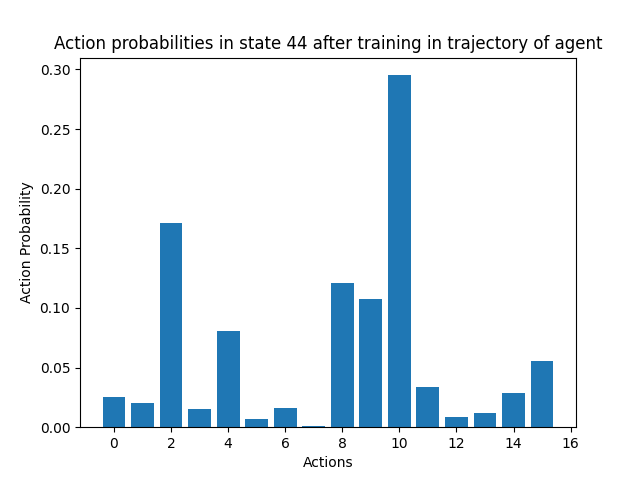 Action probabilities in state 44 after training in trajectory of agent
0.30
0.25
0.20
0.15
0.10
0.05
0.00
Action Probability
0 2 4 6 8 10 12 14 16
Actions